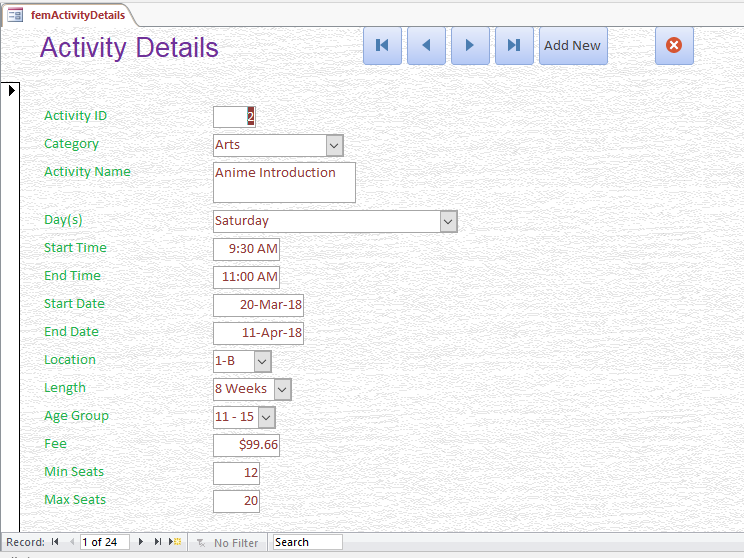 femActivityDetails
Activity Details
Add New
Activity ID 2
Category Arts
Activity Name Anime Introduction
Day(s) Saturday
Start Time 9:30 AM
End Time 11:00 AM
Start Date 20-Mar-18
End Date 11-Apr-18
Location 1-B
Length 8 Weeks
Age Group 11 - 15
Fee $99.66
Min Seats 12
Max Seats 20
Record: 1 of 24 No Filter Search